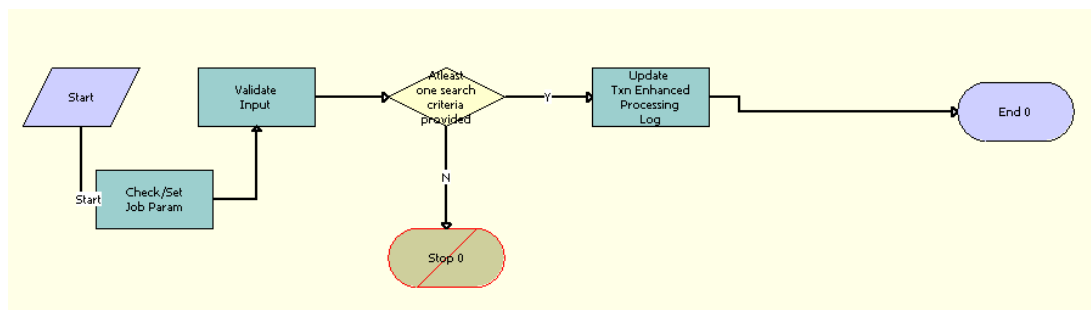 Start
Start
Check/Set
Job Param
Validate
Input
Atleast
one search
criteria
provided
Y
N
Stop 0
Update
Txn Enhanced
Processing
Log
End 0